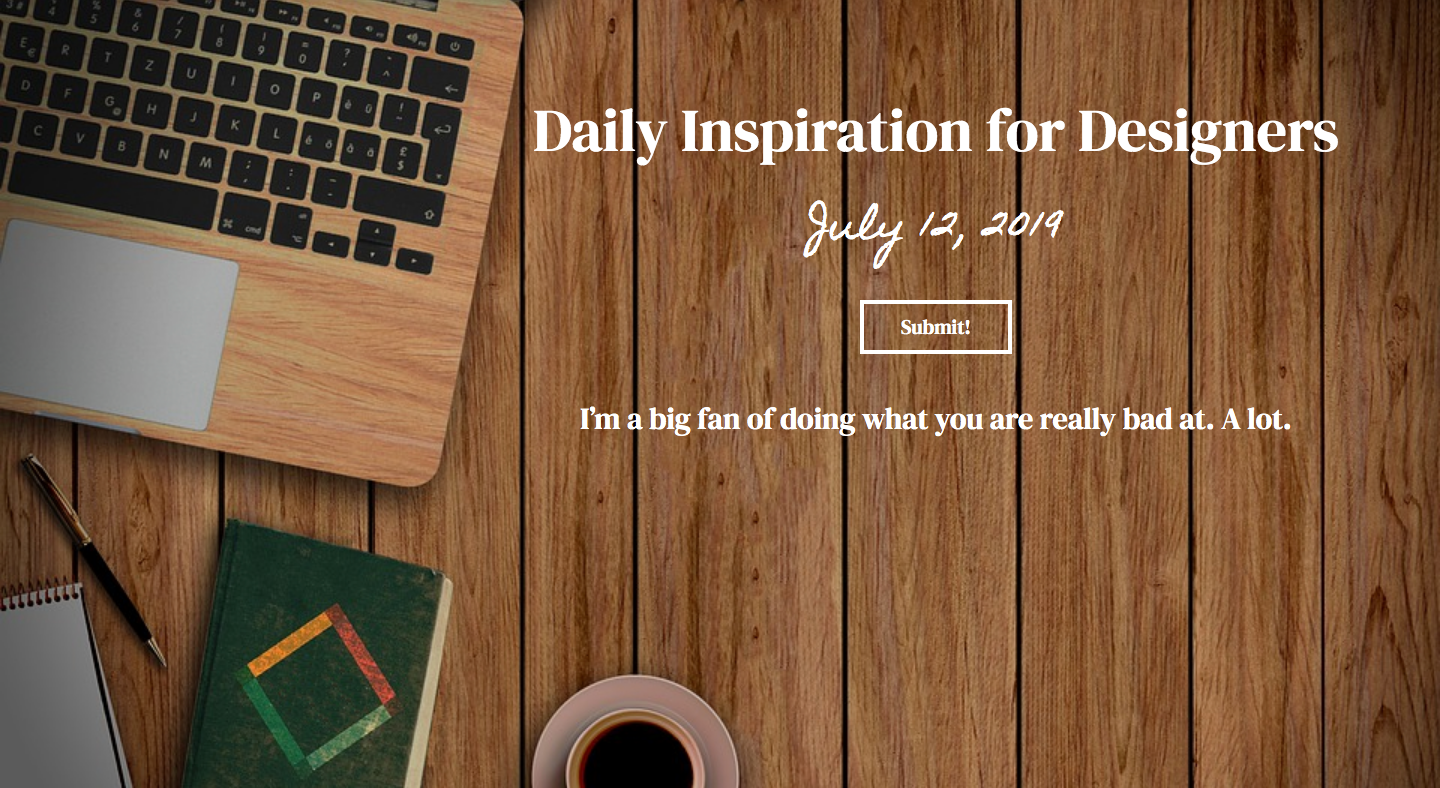 Daily Inspiration for Designers
July 12, 2019
Submit!
I’m a big fan of doing what you are really bad at. A lot.
E R T Z U I O P è ü
D F G H J K L é ö à ä
C V B N M
cmd